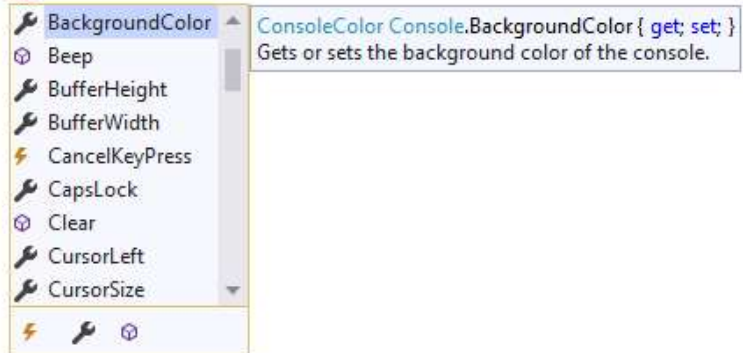 BackgroundColor
Beep
BufferHeight
BufferWidth
CancelKeyPress
CapsLock
Clear
CursorLeft
CursorSize
ConsoleColor Console.BackgroundColor { get; set; }
Gets or sets the background color of the console.